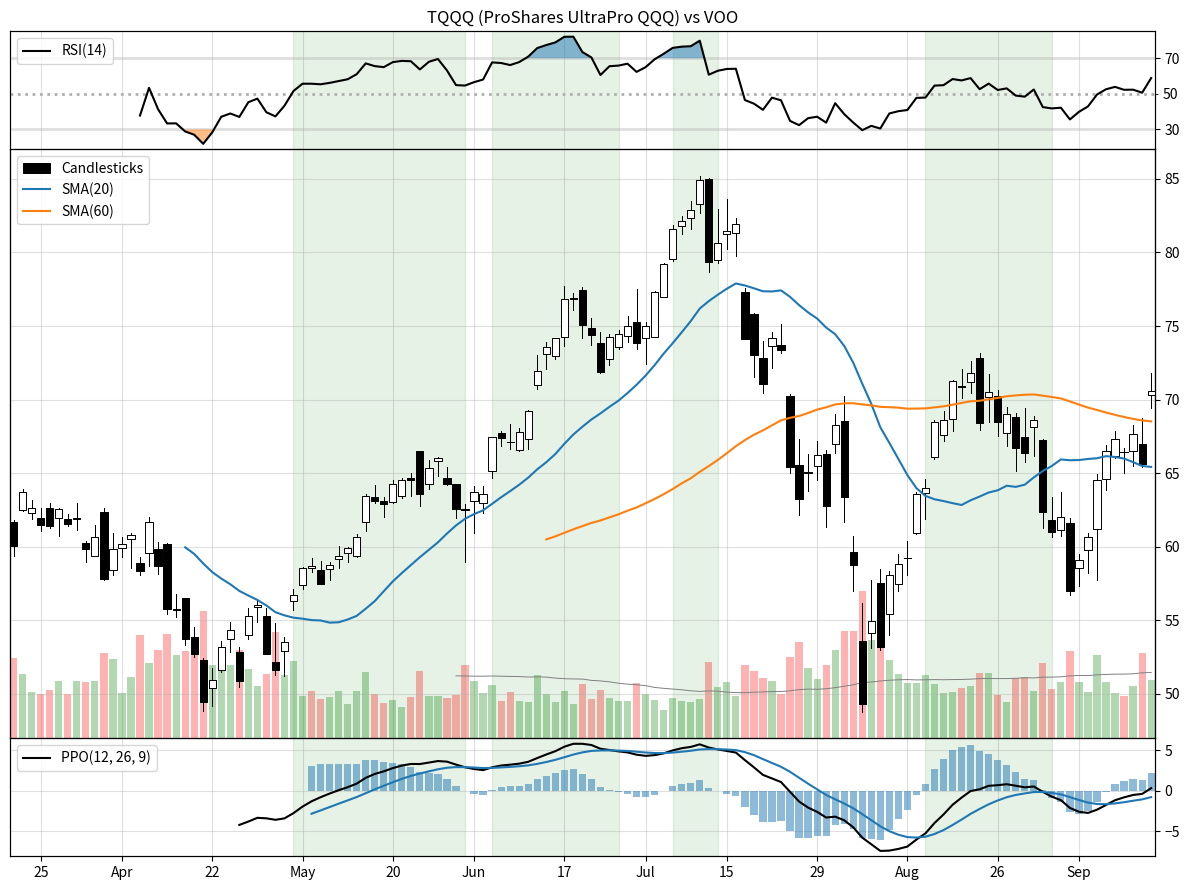 TQQQ (ProShares UltraPro QQQ) vs VOO
RSI(14)
70
50
30
Candlesticks
SMA(20)
SMA(60)
85
80
75
70
65
60
55
50
PPO(12, 26, 9)
5
0
−5
25 Apr 22 May 20 Jun 17 Jul 15 29 Aug 26 Sep